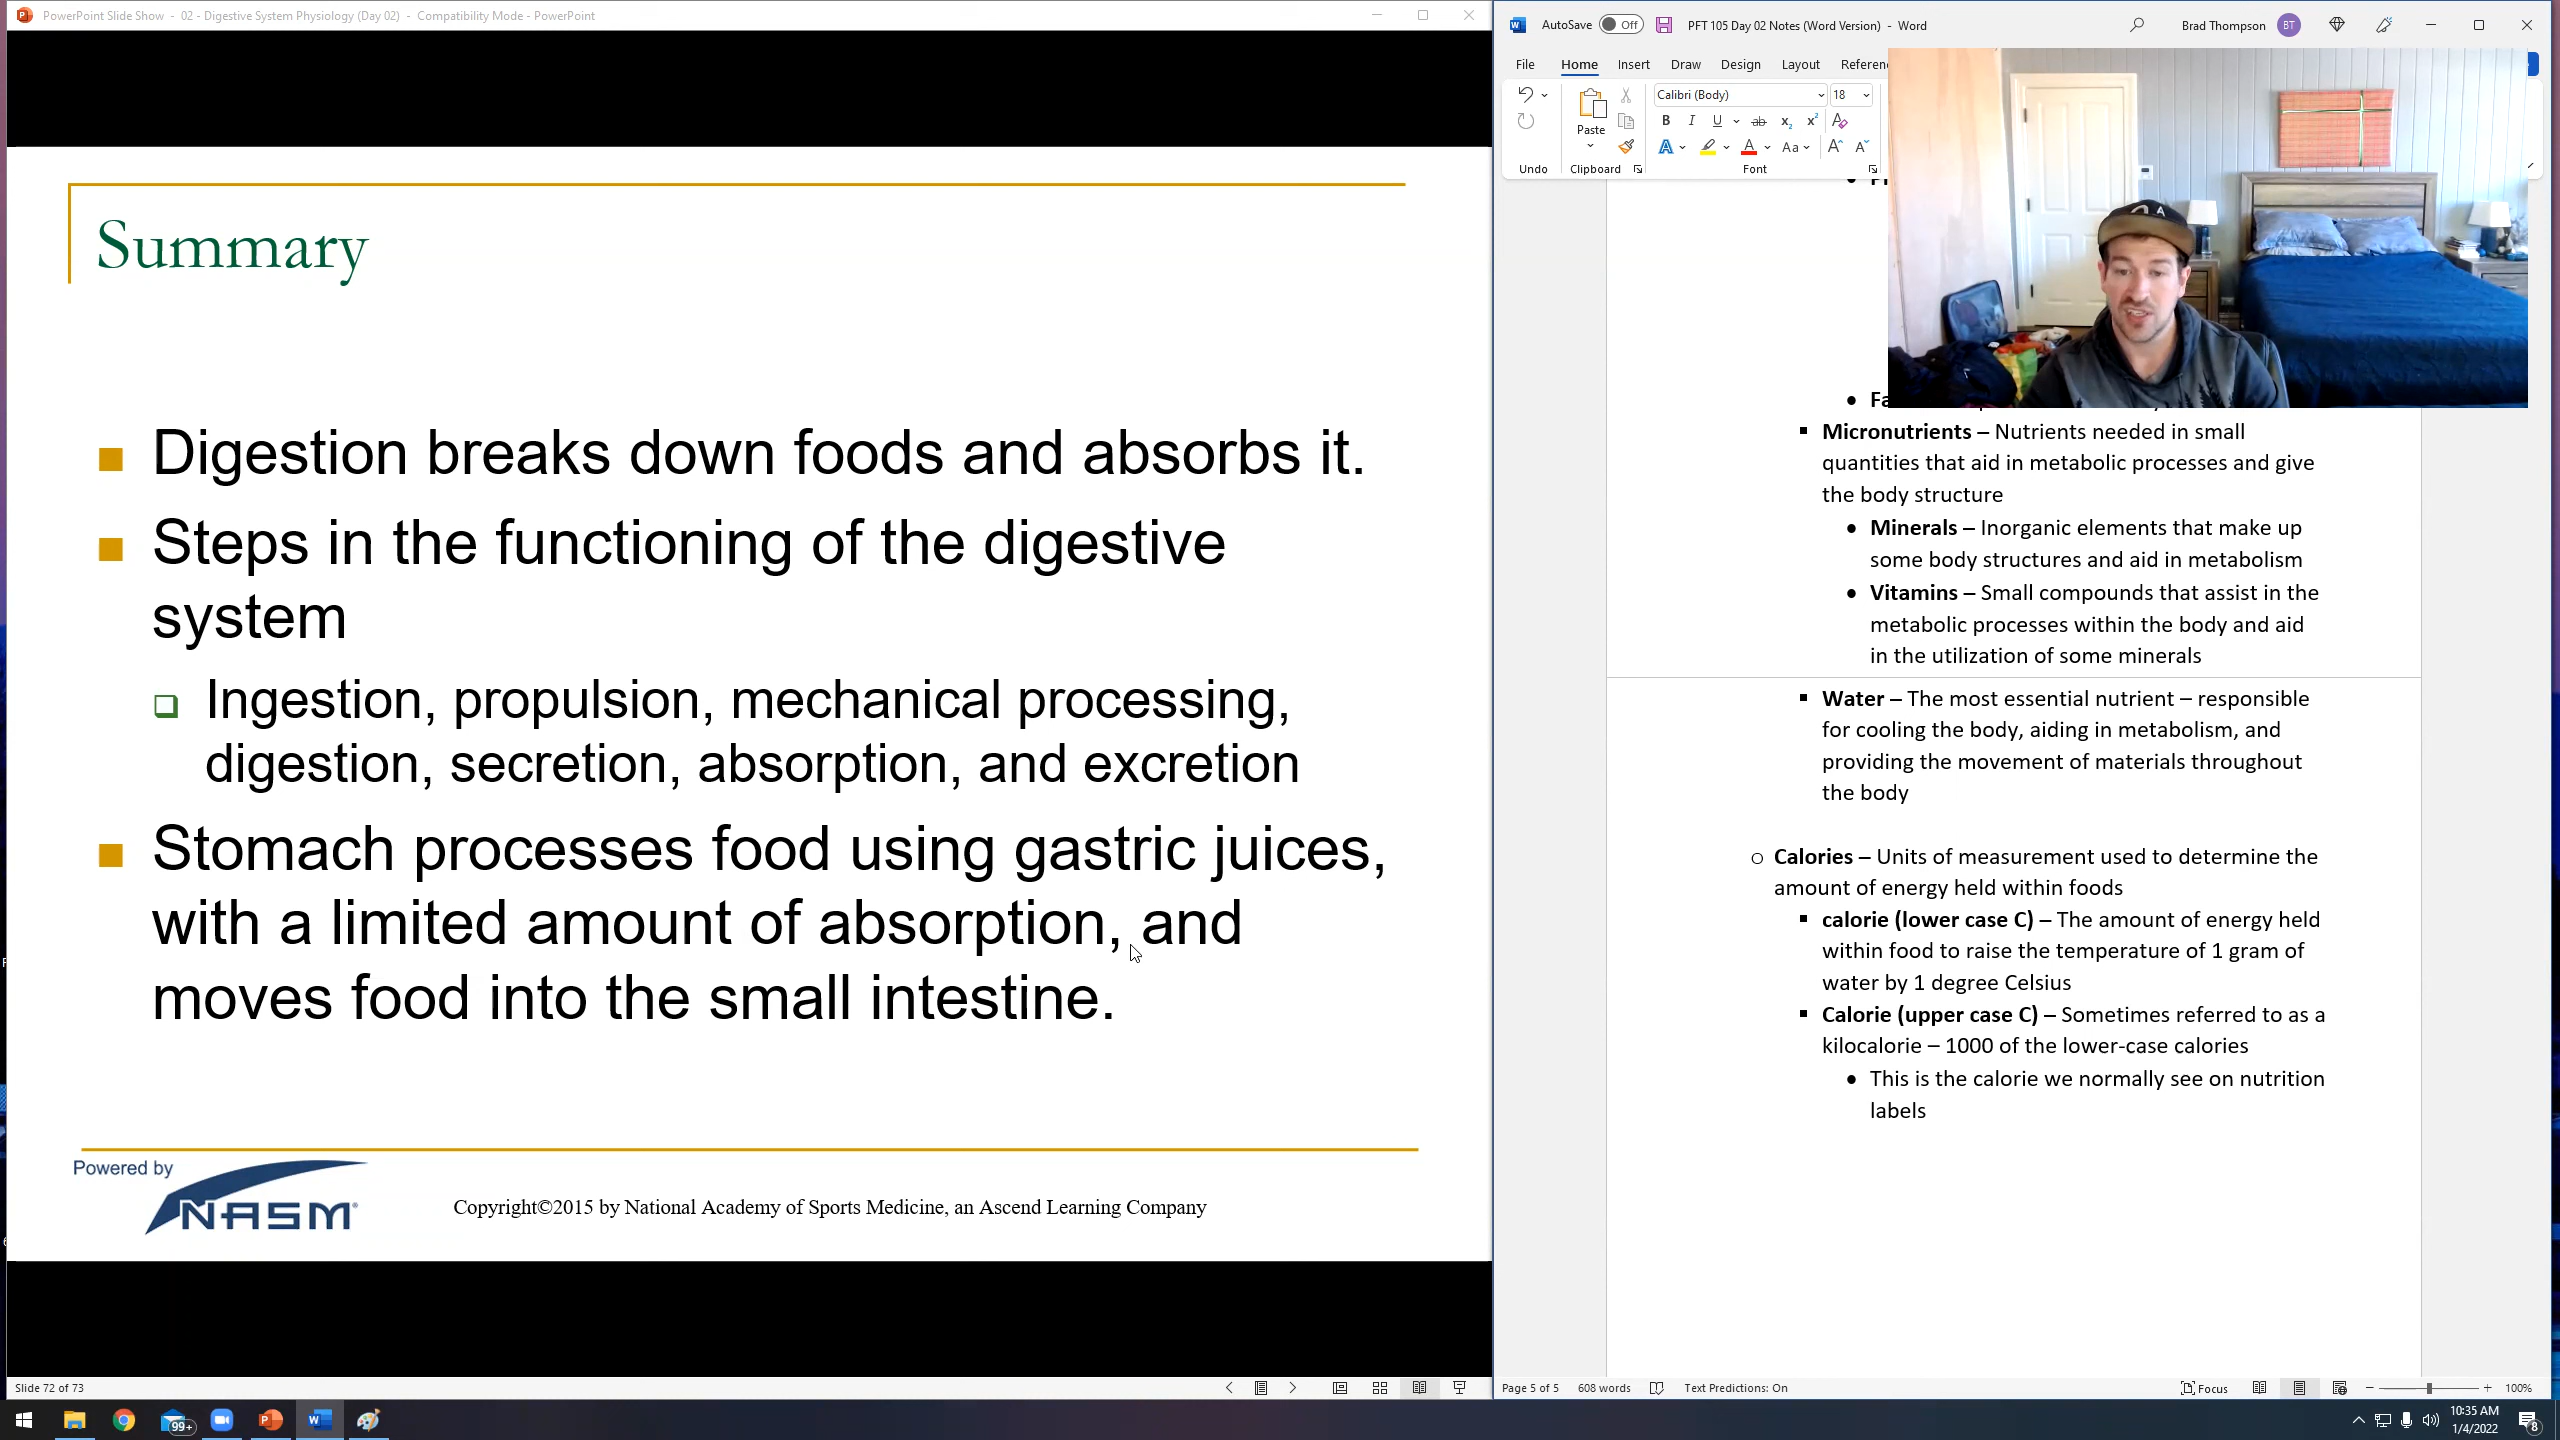 PowerPoint Slide Show - 02 - Digestive System Physiology (Day 02) - Compatibility Mode - PowerPoint
Summary
Digestion breaks down foods and absorbs it.
Steps in the functioning of the digestive
system
Ingestion, propulsion, mechanical processing,
digestion, secretion, absorption, and excretion
Stomach processes food using gastric juices,
with a limited amount of absorption, and
moves food into the small intestine.
Powered by
NASM
Copyright©2015 by National Academy of Sports Medicine, an Ascend Learning Company
Slide 72 of 73
AutoSave Off PFT 105 Day 02 Notes (Word Version) - Word Brad Thompson BT
File Home Insert Draw Design Layout Referenc
Calibri (Body) 18
Paste
B I U ab x₂ x² A
A A Aa A A
Undo Clipboard Font
Micronutrients – Nutrients needed in small
quantities that aid in metabolic processes and give
the body structure
Minerals – Inorganic elements that make up
some body structures and aid in metabolism
Vitamins – Small compounds that assist in the
metabolic processes within the body and aid
in the utilization of some minerals
Water – The most essential nutrient – responsible
for cooling the body, aiding in metabolism, and
providing the movement of materials throughout
the body
Calories – Units of measurement used to determine the
amount of energy held within foods
calorie (lower case C) – The amount of energy held
within food to raise the temperature of 1 gram of
water by 1 degree Celsius
Calorie (upper case C) – Sometimes referred to as a
kilocalorie – 1000 of the lower-case calories
This is the calorie we normally see on nutrition
labels
Page 5 of 5 608 words Text Predictions: On Focus 100%
99+
10:35 AM
1/4/2022
8